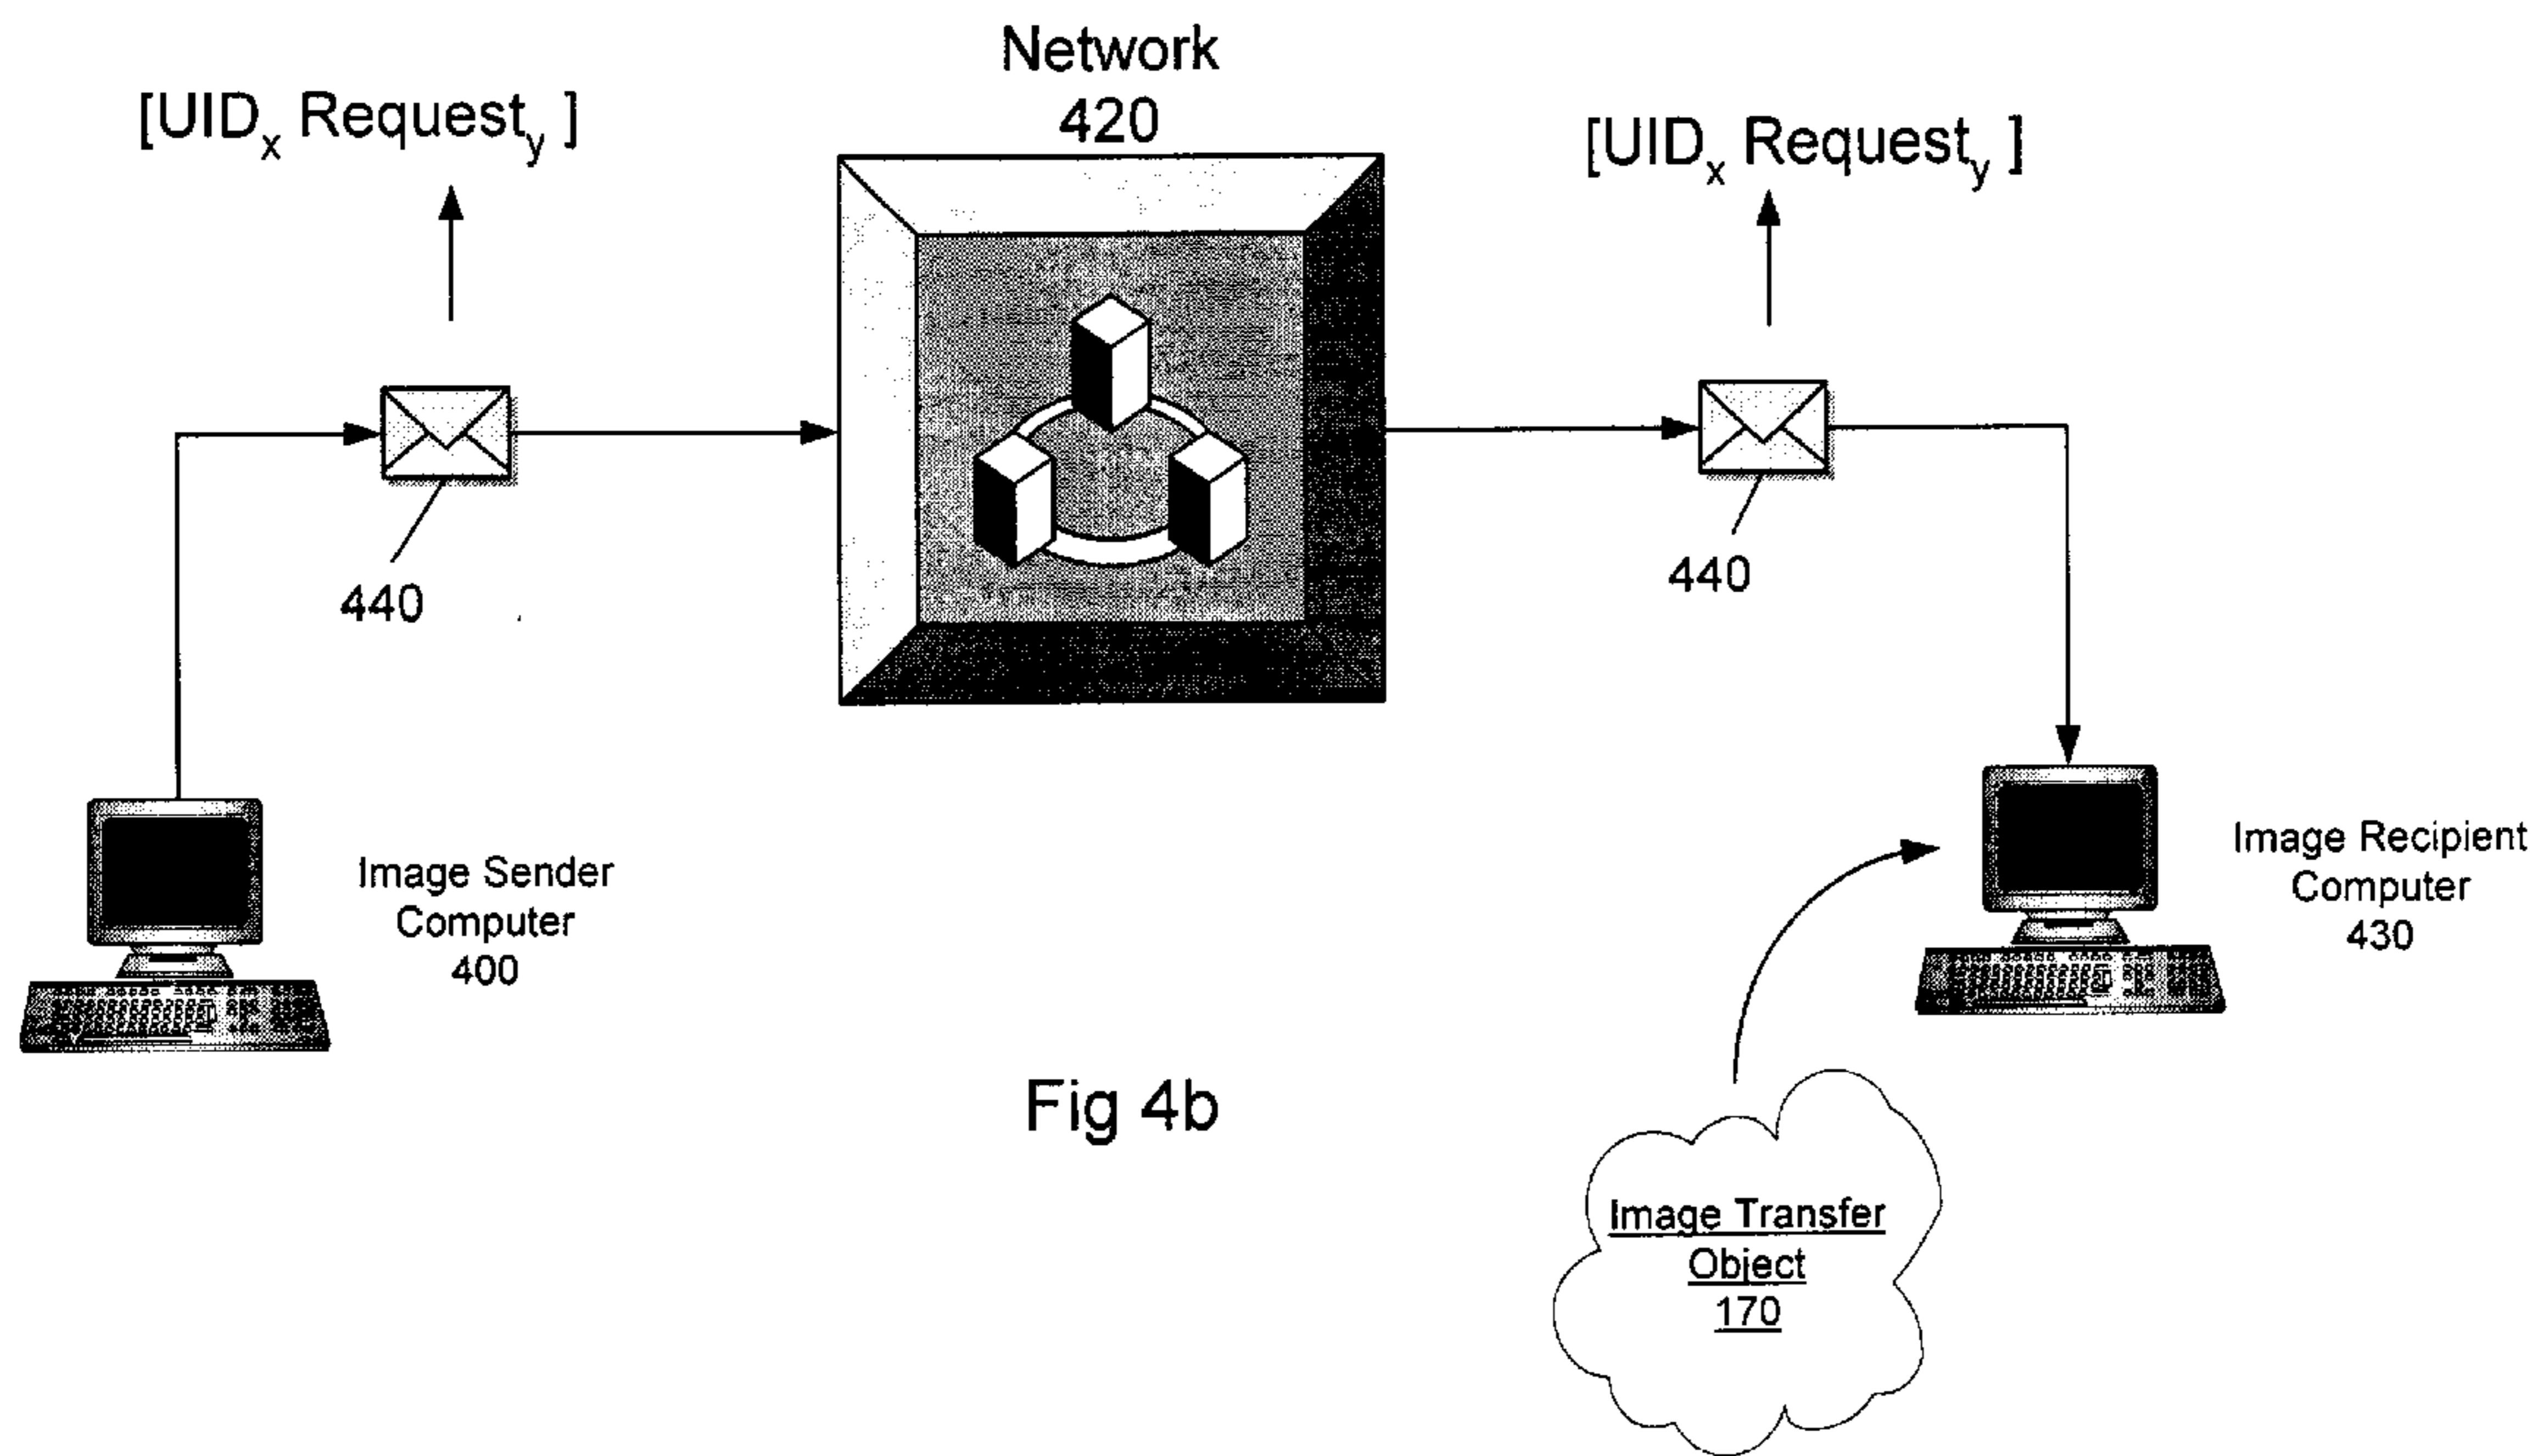 Network
420
[UIDx Requesty ]
[UIDx Requesty ]
440
440
Image Sender
Computer
400
Image Recipient
Computer
430
Fig 4b
Image Transfer
Object
170